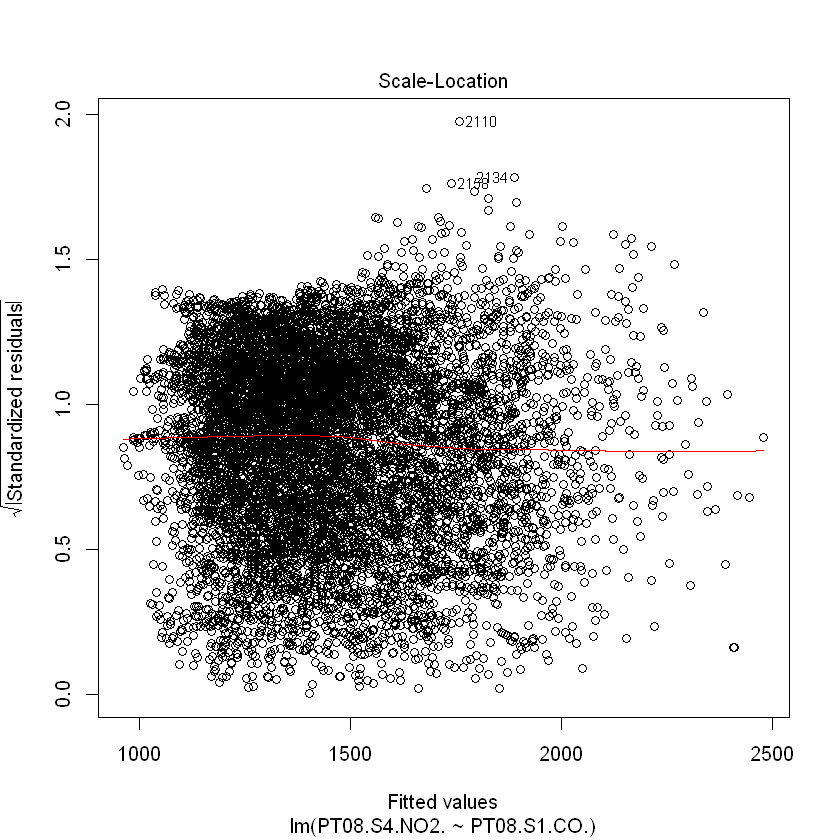 Scale-Location
2.0
1.5
1.0
0.5
0.0
√|Standardized residuals|
2110
2134
2158
1000 1500 2000 2500
Fitted values
lm(PT08.S4.NO2. ~ PT08.S1.CO.)